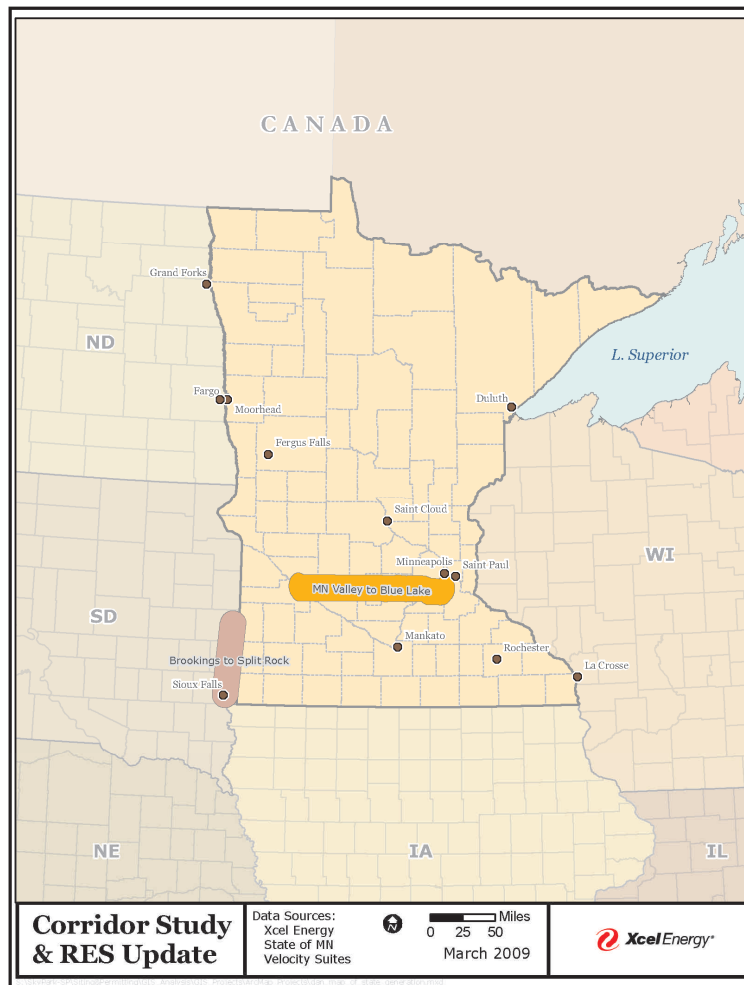 CANADA
Grand Forks
ND
L. Superior
Fargo
Moorhead
Duluth
Fergus Falls
Saint Cloud
WI
Minneapolis
Saint Paul
MN Valley to Blue Lake
SD
Mankato
Rochester
Brookings to Split Rock
La Crosse
Sioux Falls
NE
IA
IL
Corridor Study
& RES Update
Data Sources:
Xcel Energy
State of MN
Velocity Suites
N
Miles
0 25 50
March 2009
Xcel Energy®